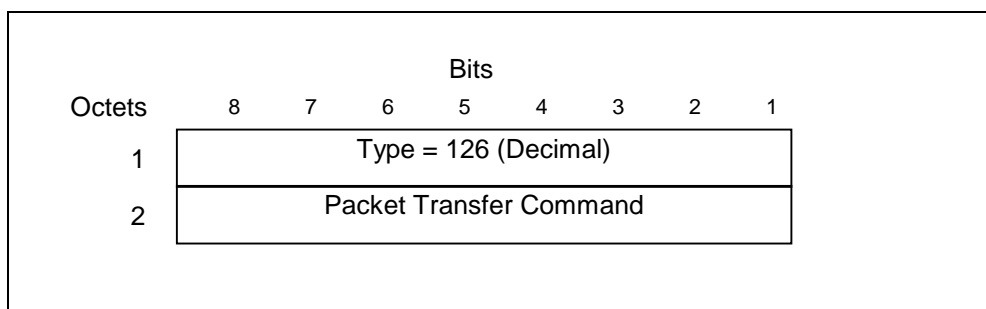 Bits
Octets 8 7 6 5 4 3 2 1
1 Type = 126 (Decimal)
2 Packet Transfer Command